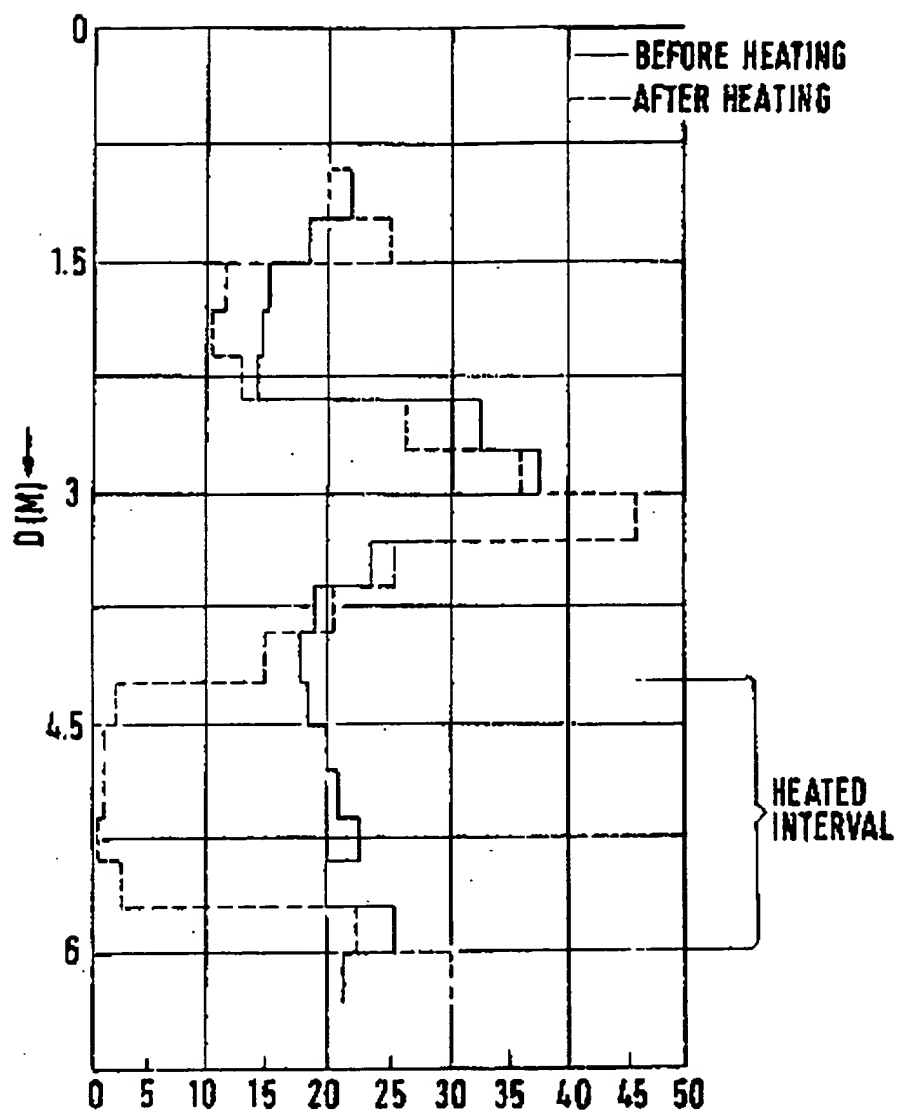 0
BEFORE HEATING
AFTER HEATING
1.5
D(M)
3
4.5
HEATED
INTERVAL
6
0 5 10 15 20 25 30 35 40 45 50